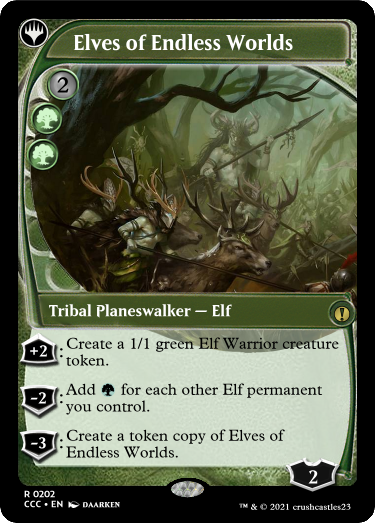 Elves of Endless Worlds
2
Tribal Planeswalker — Elf
+2: Create a 1/1 green Elf Warrior creature
token.
-2: Add for each other Elf permanent
you control.
-3: Create a token copy of Elves of
Endless Worlds.
2
R 0202
CCC • EN DAARKEN
™ & © 2021 crushcastles23